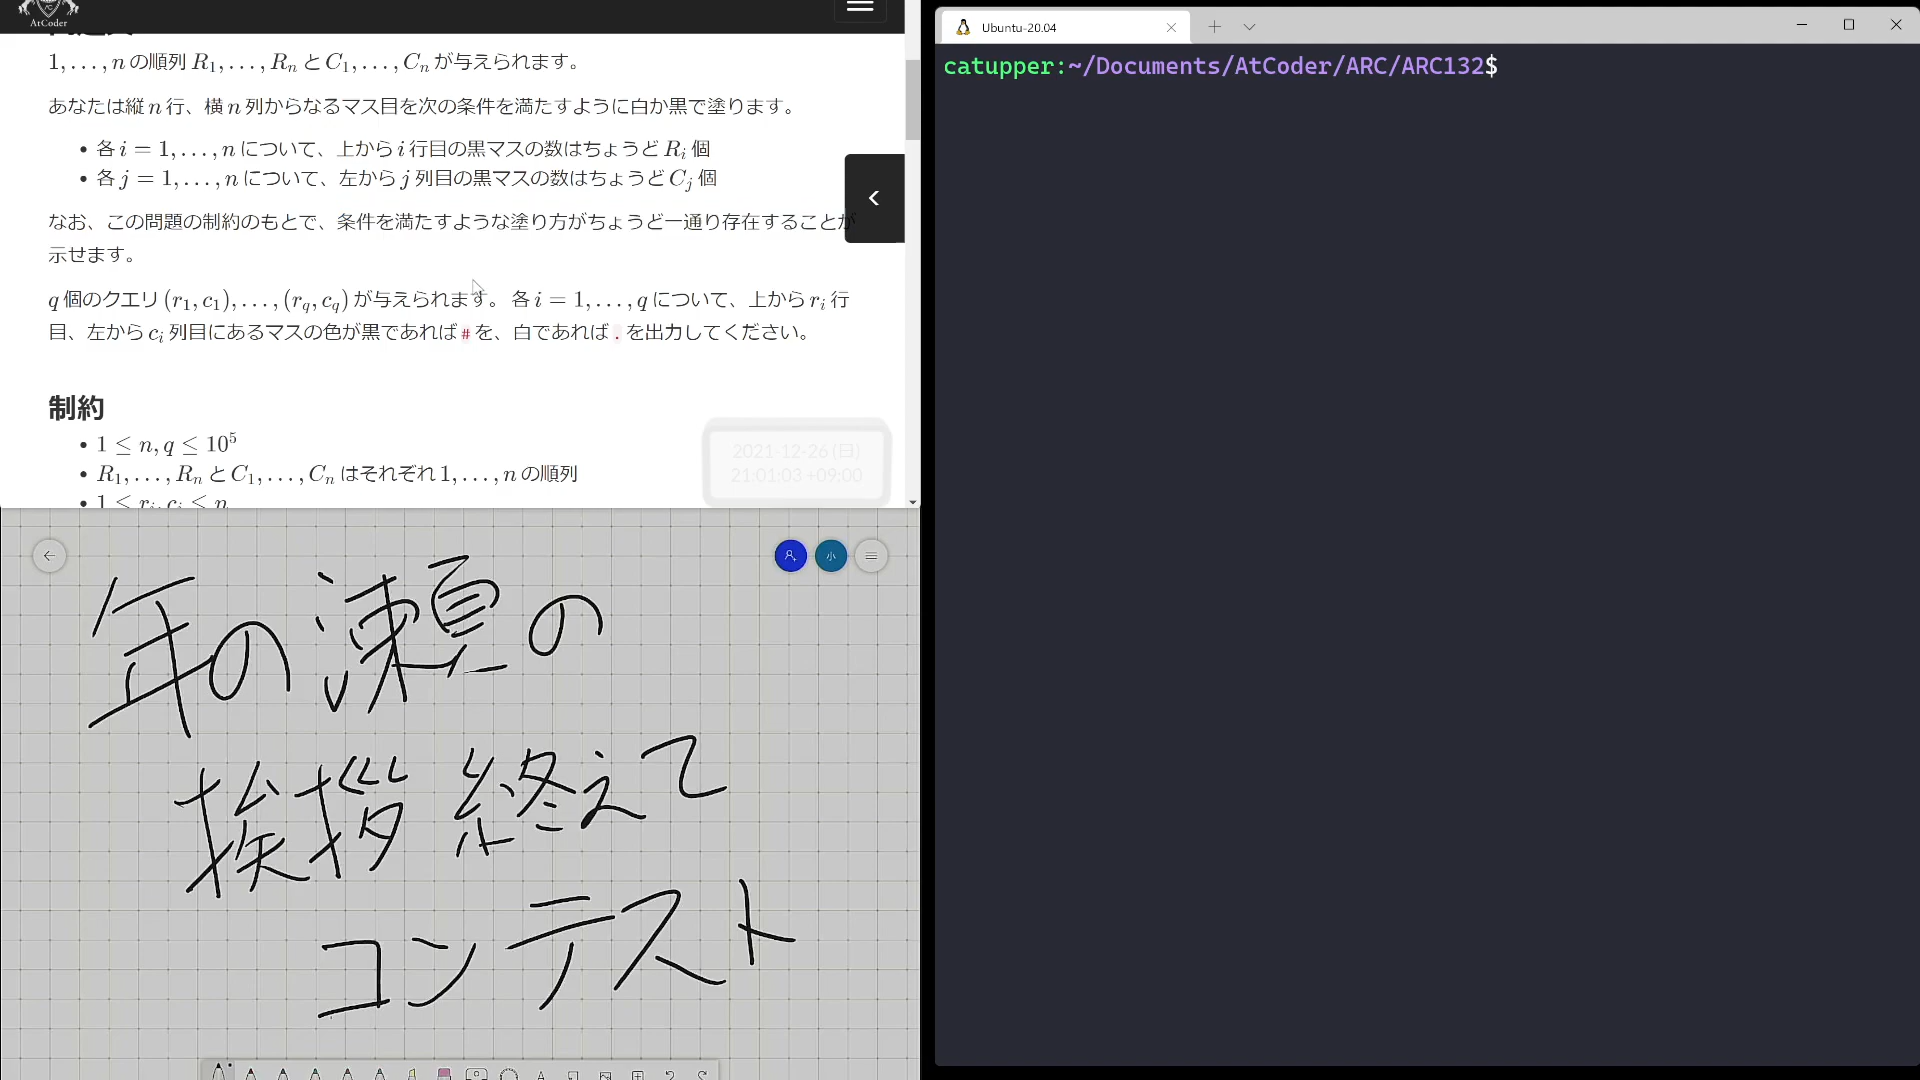 AtCoder
1, . . . , n の順列 R1, . . . , Rn と C1, . . . , Cn が与えられます。
あなたは縦 n 行、横 n 列からなるマス目を次の条件を満たすように白か黒で塗ります。
• 各 i = 1, . . . , n について、上から i 行目の黒マスの数はちょうど Ri 個
• 各 j = 1, . . . , n について、左から j 列目の黒マスの数はちょうど Cj 個
なお、この問題の制約のもとで、条件を満たすような塗り方がちょうど一通り存在することが
示せます。
q 個のクエリ (r1, c1), . . . , (rq, cq) が与えられます。 各 i = 1, . . . , q について、上から ri 行
目、左から ci 列目にあるマスの色が黒であれば # を、白であれば . を出力してください。
制約
• 1 ≤ n, q ≤ 10^5
• R1, . . . , Rn と C1, . . . , Cn はそれぞれ 1, . . . , n の順列
• 1 ≤ ri, ci ≤ n
2021-12-26 (日)
21:01:03 +09:00
小
年の瀬の
挨拶終えて
コンテスト
Ubuntu-20.04
catupper:~/Documents/AtCoder/ARC/ARC132$